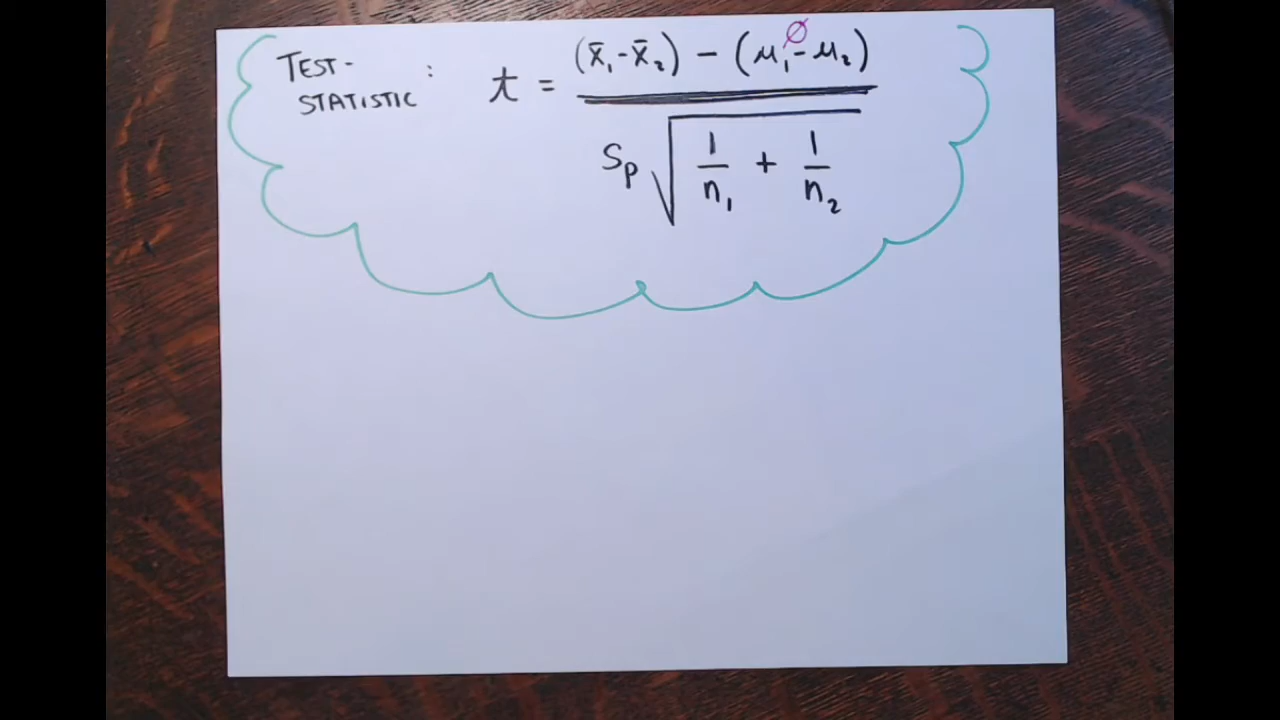 TEST-
STATISTIC : t = (x̄₁-x̄₂) - (μ₁-μ₂) / Sp √(1/n₁ + 1/n₂)
∅